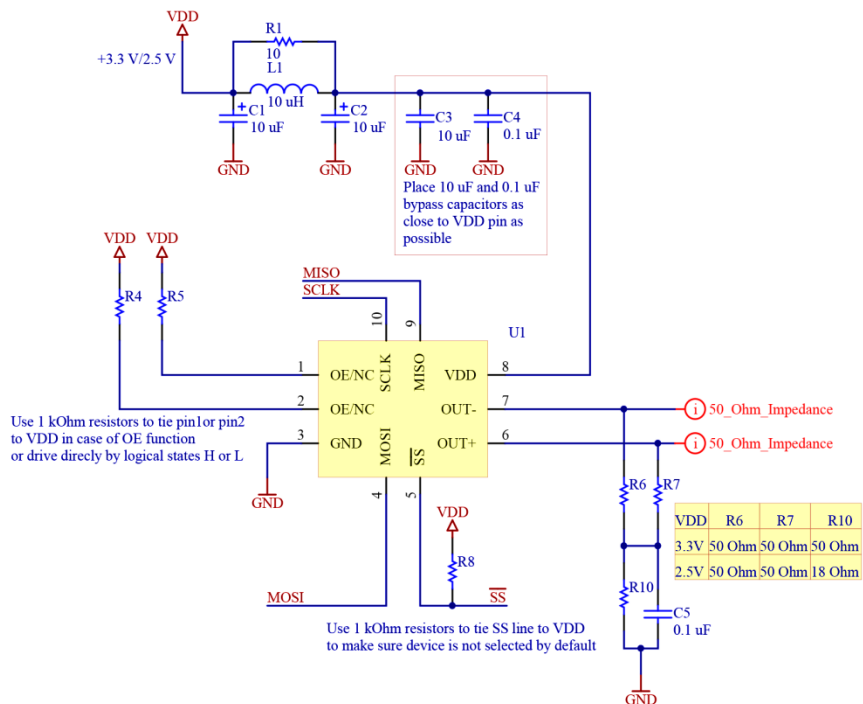 VDD
+3.3 V/2.5 V
R1
10
L1
10 uH
C1
10 uF
C2
10 uF
C3
10 uF
C4
0.1 uF
GND
GND
GND
GND
Place 10 uF and 0.1 uF
bypass capacitors as
close to VDD pin as
possible
VDD
VDD
R4
R5
MISO
SCLK
10
9
U1
1
OE/NC
SCLK
MISO
VDD
8
2
OE/NC
OUT-
7
50_Ohm_Impedance
3
GND
MOSI
SS
OUT+
6
50_Ohm_Impedance
4
5
Use 1 kOhm resistors to tie pin1or pin2
to VDD in case of OE function
or drive direcly by logical states H or L
GND
R6
R7
VDD R6 R7 R10
3.3V 50 Ohm 50 Ohm 50 Ohm
2.5V 50 Ohm 50 Ohm 18 Ohm
VDD
R8
R10
C5
0.1 uF
MOSI
SS
Use 1 kOhm resistors to tie SS line to VDD
to make sure device is not selected by default
GND